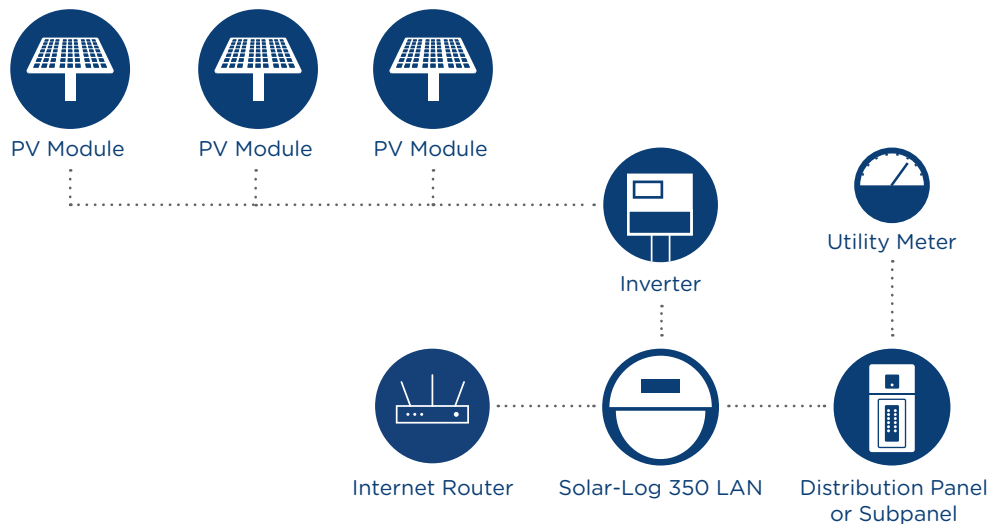 PV Module
PV Module
PV Module
Utility Meter
Inverter
Internet Router
Solar-Log 350 LAN
Distribution Panel
or Subpanel